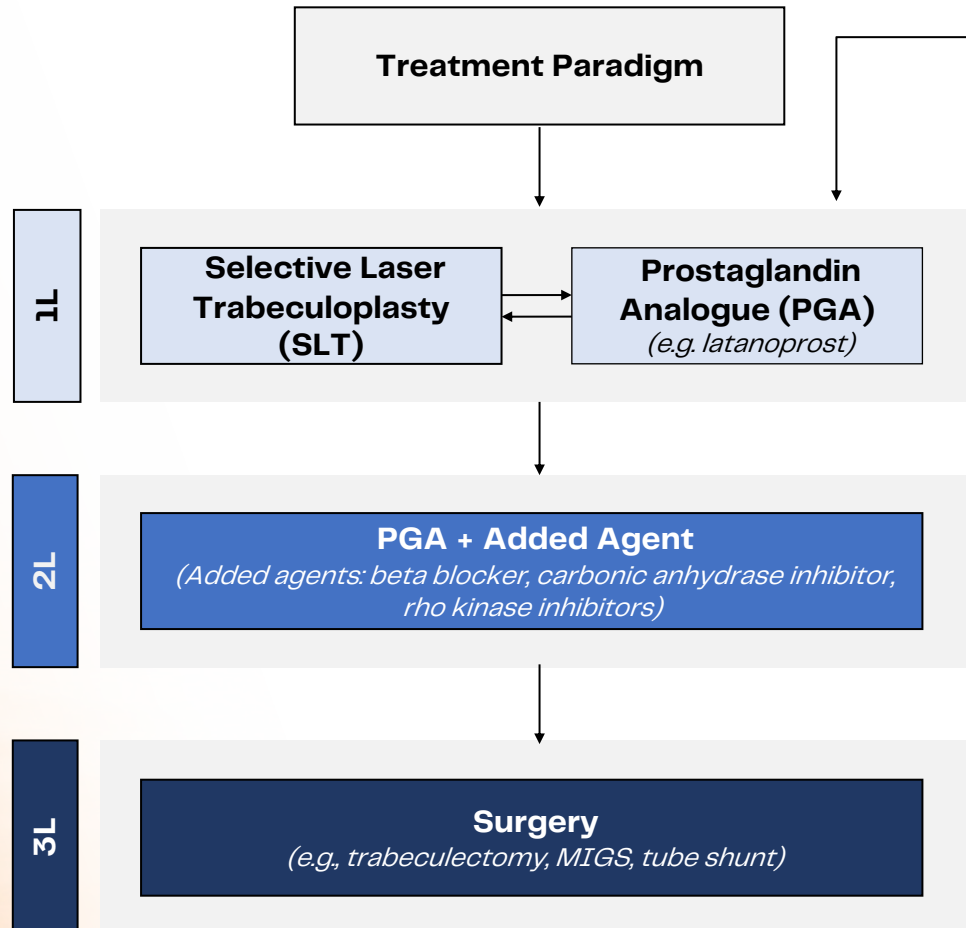 Treatment Paradigm
1L
Selective Laser
Trabeculoplasty
(SLT)
Prostaglandin
Analogue (PGA)
(e.g. latanoprost)
2L
PGA + Added Agent
(Added agents: beta blocker, carbonic anhydrase inhibitor,
rho kinase inhibitors)
3L
Surgery
(e.g., trabeculectomy, MIGS, tube shunt)